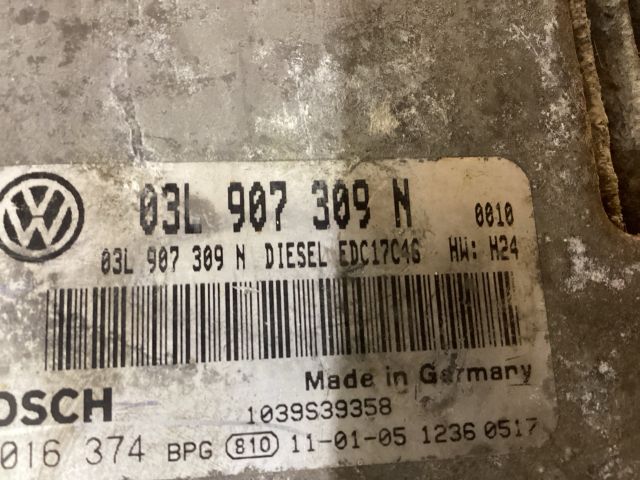 03L 907 309 N 0010
03L 907 309 N DIESEL EDC17C46 HW: H24
Made in Germany
OSCH
1039S39358
016 374 BPG 810 11-01-05 1236 0517